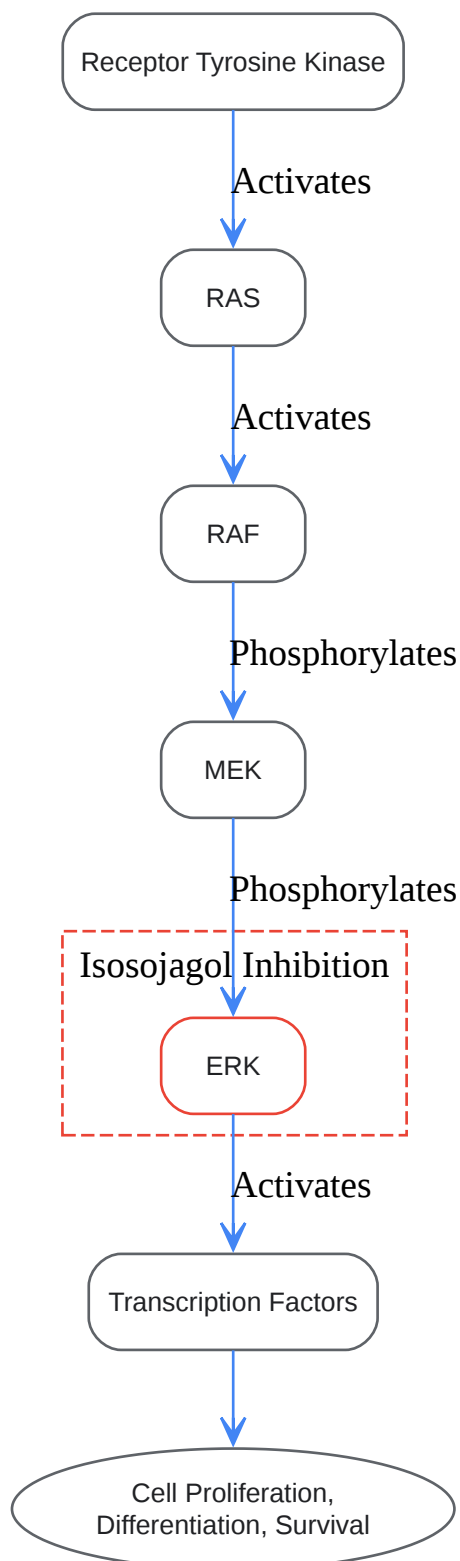 Receptor Tyrosine Kinase
Activates
RAS
Activates
RAF
Phosphorylates
MEK
Phosphorylates
Isosojagol Inhibition
ERK
Activates
Transcription Factors
Cell Proliferation,
Differentiation, Survival